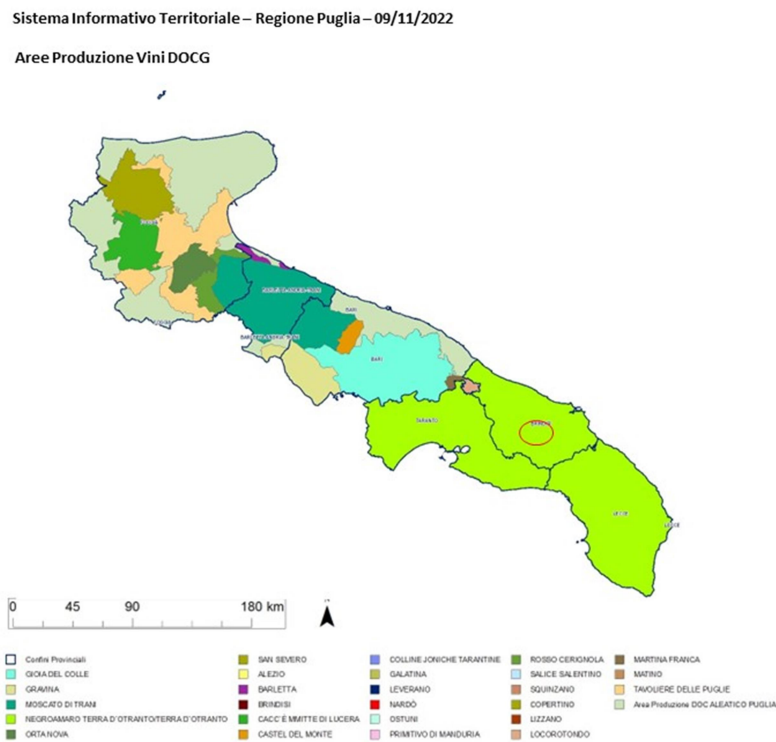 Sistema Informativo Territoriale – Regione Puglia – 09/11/2022
Aree Produzione Vini DOCG
BARI
BARI
TARANTO
LECCE
LECCE
0 45 90 180 km
Confini Provinciali
GIOIA DEL COLLE
GRAVINA
MOSCATO DI TRANI
NEGROAMARO TERRA D'OTRANTO/TERRA D'OTRANTO
ORTA NOVA
SAN SEVERO
ALEZIO
BARLETTA
BRINDISI
CACC'E MMITTE DI LUCERA
CASTEL DEL MONTE
COLLINE JONICHE TARANTINE
GALATINA
LEVERANO
NARDÒ
OSTUNI
PRIMITIVO DI MANDURIA
ROSSO CERIGNOLA
SALICE SALENTINO
SQUINZANO
COPERTINO
LIZZANO
LOCOROTONDO
MARTINA FRANCA
MATINO
TAVOLIERE DELLE PUGLIE
Area Produzione DOC ALEATICO PUGLIA